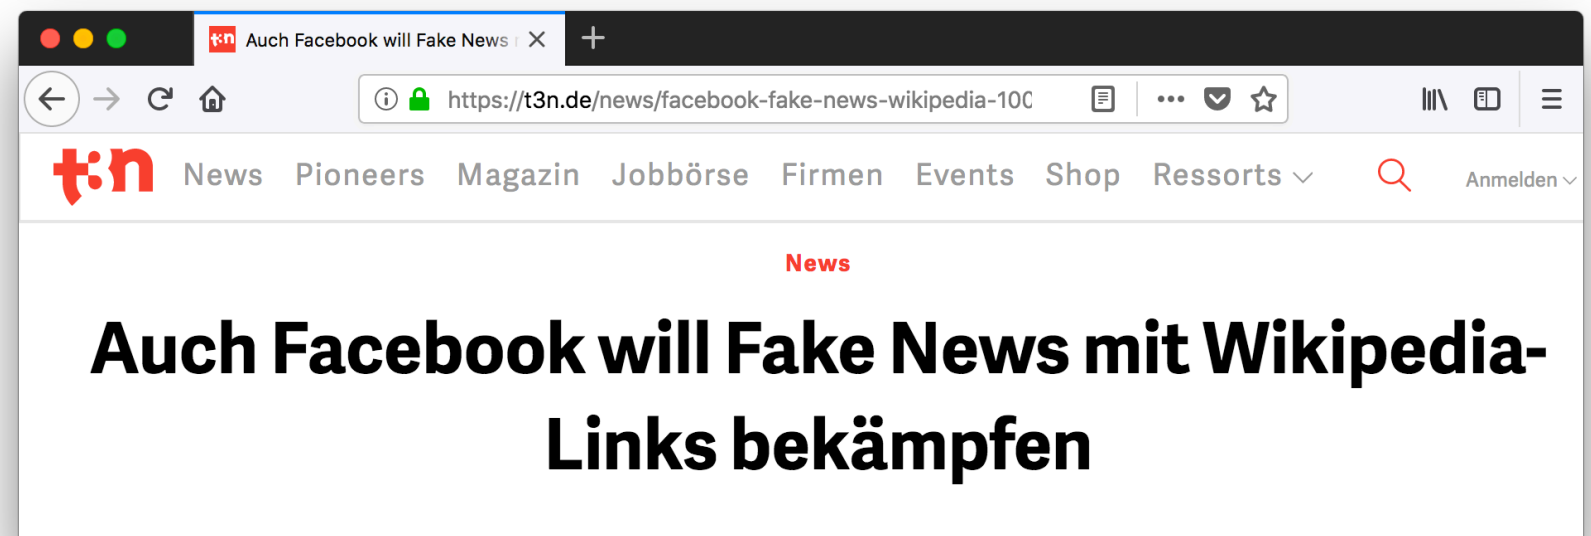 t3n Auch Facebook will Fake News
https://t3n.de/news/facebook-fake-news-wikipedia-100
t3n News Pioneers Magazin Jobbörse Firmen Events Shop Ressorts Anmelden
News
Auch Facebook will Fake News mit Wikipedia-
Links bekämpfen